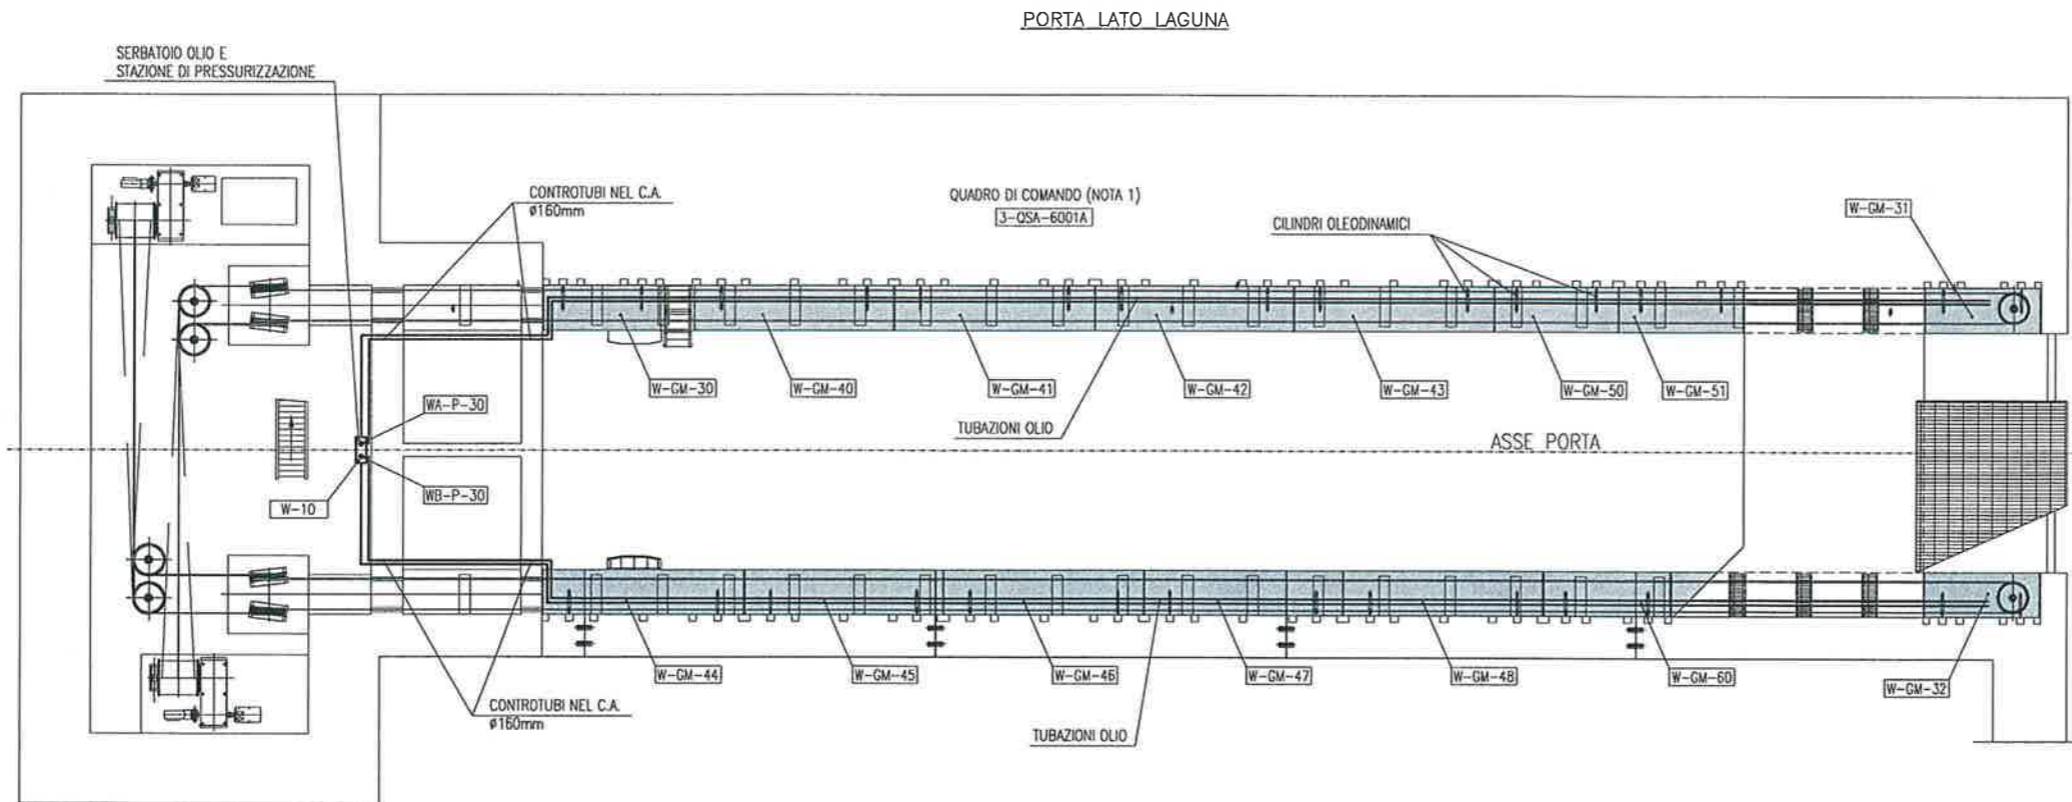 PORTA LATO LAGUNA
SERBATOIO OLIO E
STAZIONE DI PRESSURIZZAZIONE
CONTROTUBI NEL C.A.
ø160mm
QUADRO DI COMANDO (NOTA 1)
3-QSA-6001A
CILINDRI OLEODINAMICI
W-GM-31
W-GM-30
W-GM-40
W-GM-41
W-GM-42
W-GM-43
W-GM-50
W-GM-51
WA-P-30
TUBAZIONI OLIO
ASSE PORTA
WB-P-30
W-10
W-GM-44
W-GM-45
W-GM-46
W-GM-47
W-GM-48
W-GM-60
W-GM-32
CONTROTUBI NEL C.A.
ø160mm
TUBAZIONI OLIO